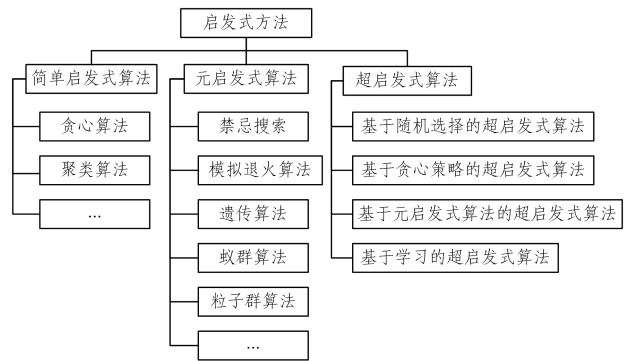 启发式方法
简单启发式算法
贪心算法
聚类算法
...
元启发式算法
禁忌搜索
模拟退火算法
遗传算法
蚁群算法
粒子群算法
...
超启发式算法
基于随机选择的超启发式算法
基于贪心策略的超启发式算法
基于元启发式算法的超启发式算法
基于学习的超启发式算法